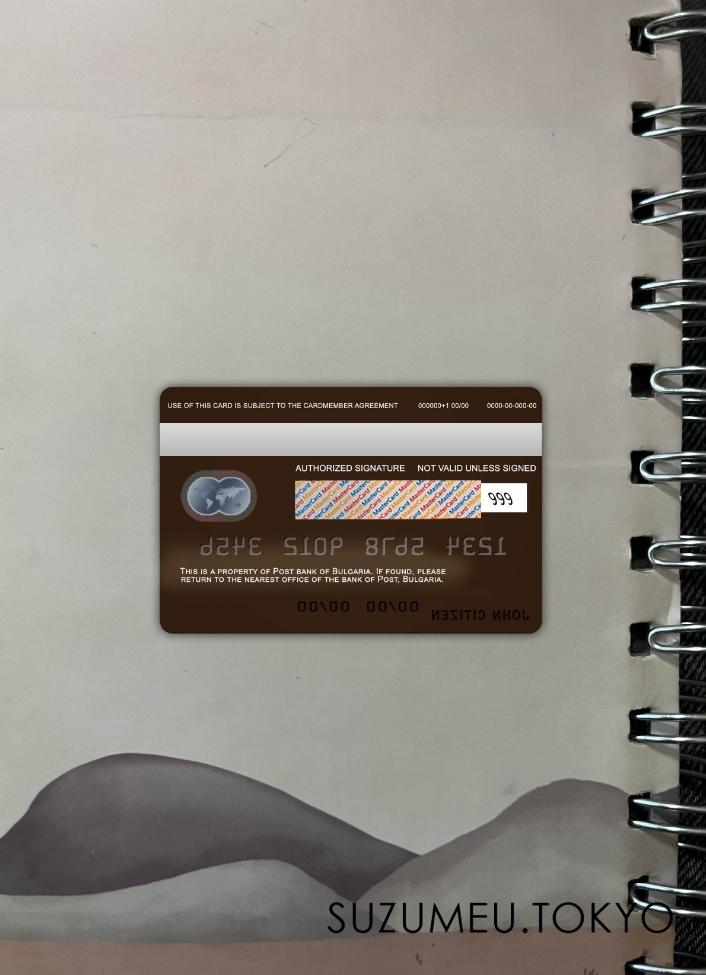 USE OF THIS CARD IS SUBJECT TO THE CARDMEMBER AGREEMENT 000000+1 00/00 0000-00-000-00
AUTHORIZED SIGNATURE NOT VALID UNLESS SIGNED
MasterCard MasterCard MasterCard 999
1234 5678 9012 3456
THIS IS A PROPERTY OF POST BANK OF BULGARIA. IF FOUND, PLEASE
RETURN TO THE NEAREST OFFICE OF THE BANK OF POST, BULGARIA.
00/00 00/00 JOHN CITIZEN
SUZUMEU.TOKYO